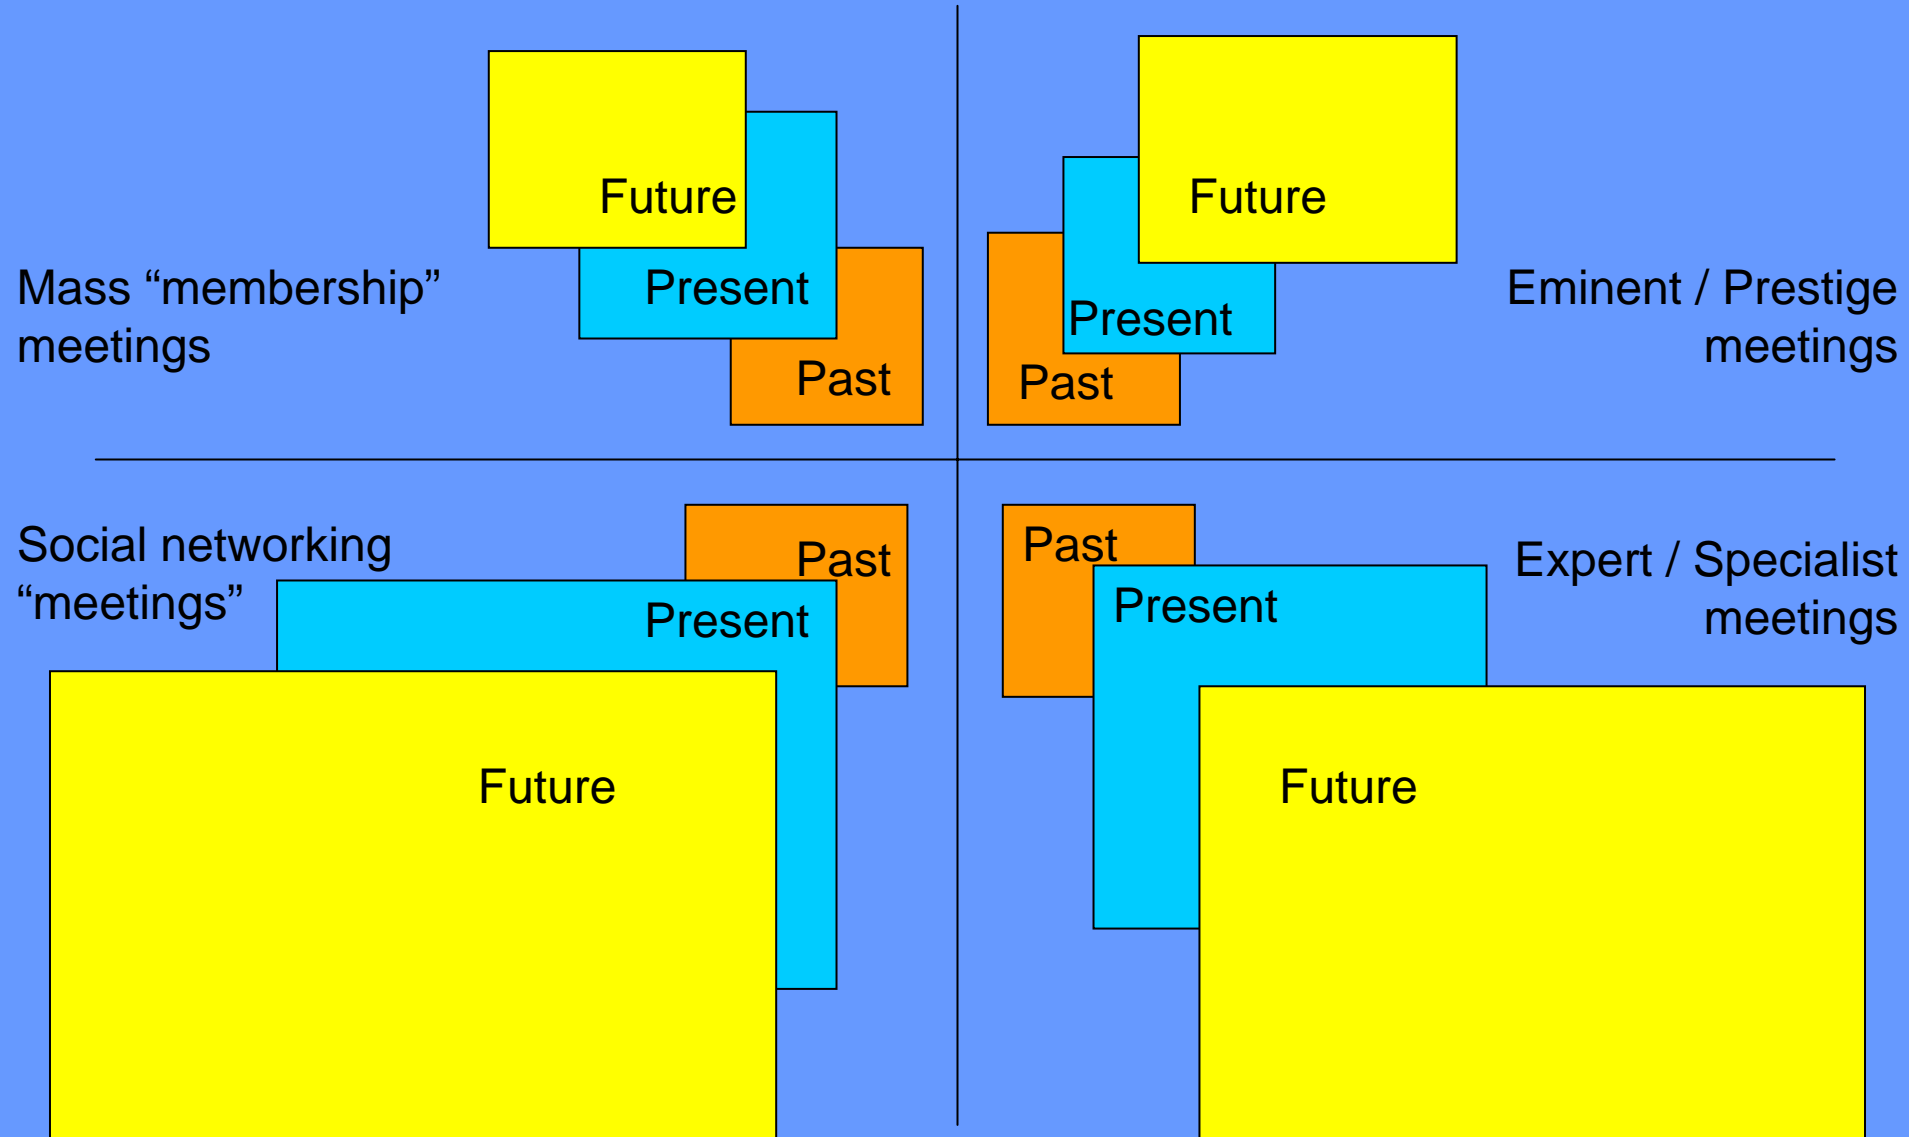 Future
Present
Past
Mass “membership”
meetings
Future
Present
Past
Eminent / Prestige
meetings
Social networking
“meetings”
Past
Present
Future
Past
Present
Future
Expert / Specialist
meetings